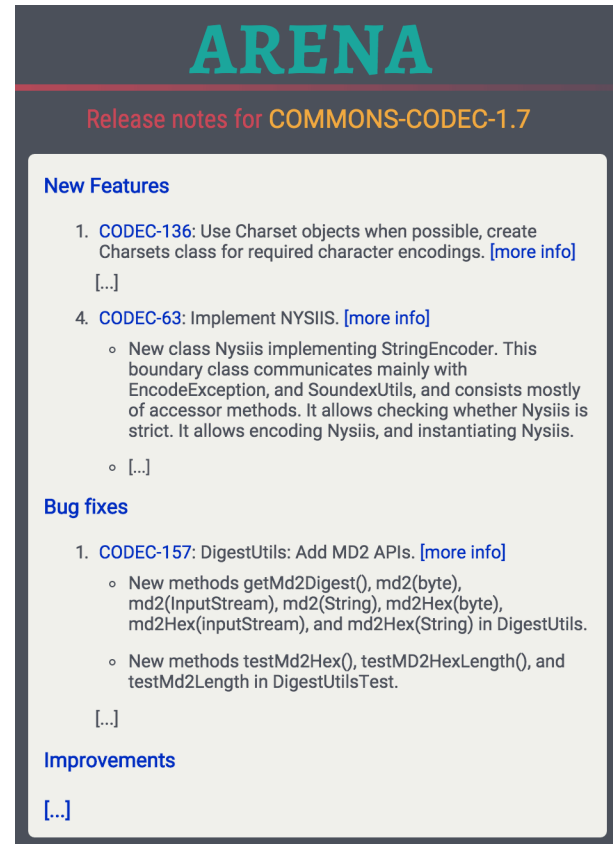 ARENA
Release notes for COMMONS-CODEC-1.7
New Features
1. CODEC-136: Use Charset objects when possible, create
Charsets class for required character encodings. [more info]
[...]
4. CODEC-63: Implement NYSIIS. [more info]
◦ New class Nysiis implementing StringEncoder. This
boundary class communicates mainly with
EncodeException, and SoundexUtils, and consists mostly
of accessor methods. It allows checking whether Nysiis is
strict. It allows encoding Nysiis, and instantiating Nysiis.
◦ [...]
Bug fixes
1. CODEC-157: DigestUtils: Add MD2 APIs. [more info]
◦ New methods getMd2Digest(), md2(byte),
md2(InputStream), md2(String), md2Hex(byte),
md2Hex(inputStream), and md2Hex(String) in DigestUtils.
◦ New methods testMd2Hex(), testMD2HexLength(), and
testMd2Length in DigestUtilsTest.
[...]
Improvements
[...]